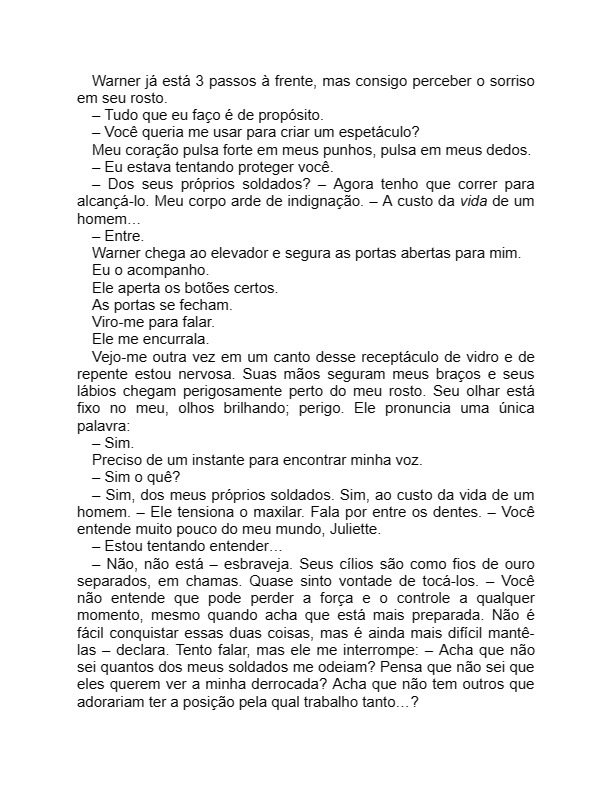 Warner já está 3 passos à frente, mas consigo perceber o sorriso
em seu rosto.
– Tudo que eu faço é de propósito.
– Você queria me usar para criar um espetáculo?
Meu coração pulsa forte em meus punhos, pulsa em meus dedos.
– Eu estava tentando proteger você.
– Dos seus próprios soldados? – Agora tenho que correr para
alcançá-lo. Meu corpo arde de indignação. – A custo da vida de um
homem…
– Entre.
Warner chega ao elevador e segura as portas abertas para mim.
Eu o acompanho.
Ele aperta os botões certos.
As portas se fecham.
Viro-me para falar.
Ele me encurrala.
Vejo-me outra vez em um canto desse receptáculo de vidro e de
repente estou nervosa. Suas mãos seguram meus braços e seus
lábios chegam perigosamente perto do meu rosto. Seu olhar está
fixo no meu, olhos brilhando; perigo. Ele pronuncia uma única
palavra:
– Sim.
Preciso de um instante para encontrar minha voz.
– Sim o quê?
– Sim, dos meus próprios soldados. Sim, ao custo da vida de um
homem. – Ele tensiona o maxilar. Fala por entre os dentes. – Você
entende muito pouco do meu mundo, Juliette.
– Estou tentando entender…
– Não, não está – esbraveja. Seus cílios são como fios de ouro
separados, em chamas. Quase sinto vontade de tocá-los. – Você
não entende que pode perder a força e o controle a qualquer
momento, mesmo quando acha que está mais preparada. Não é
fácil conquistar essas duas coisas, mas é ainda mais difícil mantê-
las – declara. Tento falar, mas ele me interrompe: – Acha que não
sei quantos dos meus soldados me odeiam? Pensa que não sei que
eles querem ver a minha derrocada? Acha que não tem outros que
adorariam ter a posição pela qual trabalho tanto…?